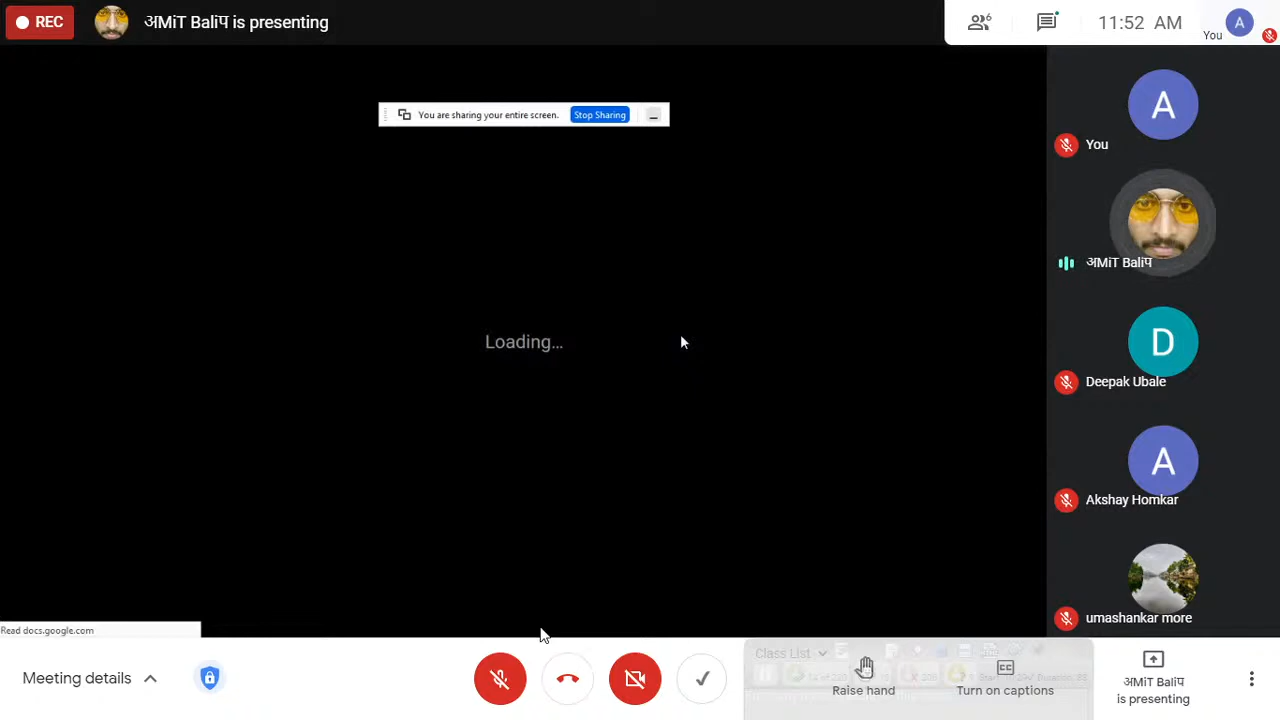 REC
अMiT Baliप is presenting
6
11:52 AM
You
A
You are sharing your entire screen.
Stop Sharing
A
You
अMiT Baliप
Loading...
D
Deepak Ubale
A
Akshay Homkar
umashankar more
Read docs.google.com
Meeting details
Class List
Raise hand
CC
Turn on captions
अMiT Baliप
is presenting